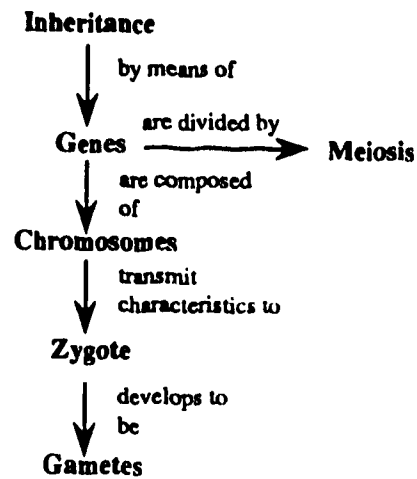 Inheritance
by means of
are divided by
Genes
Meiosis
are composed
of
Chromosomes
transmit
characteristics to
Zygote
develops to
be
Gametes